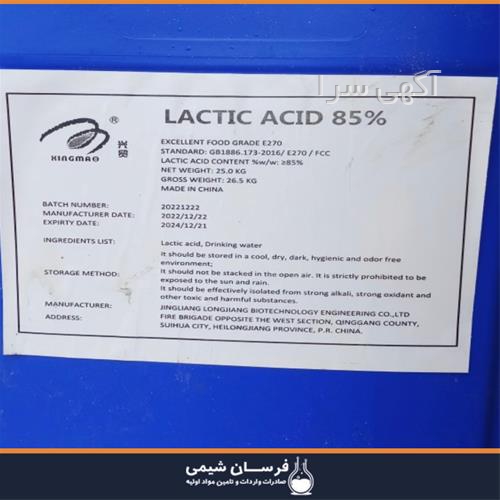 آگهی سرا
LACTIC ACID 85%
®
XINGMAO
EXCELLENT FOOD GRADE E270
STANDARD: GB1886.173-2016/ E270 / FCC
LACTIC ACID CONTENT %w/w: ≥85%
NET WEIGHT: 25.0 KG
GROSS WEIGHT: 26.5 KG
MADE IN CHINA
BATCH NUMBER: 20221222
MANUFACTURER DATE: 2022/12/22
EXPIRTY DATE: 2024/12/21
INGREDIENTS LIST: Lactic acid, Drinking water
It should be stored in a cool, dry, dark, hygienic and odor free
environment;
STORAGE METHOD: It should not be stacked in the open air. It is strictly prohibited to be
exposed to the sun and rain.
It should be effectively isolated from strong alkali, strong oxidant and
other toxic and harmful substances.
MANUFACTURER: JINGLIANG LONGJIANG BIOTECHNOLOGY ENGINEERING CO.,LTD
ADDRESS: FIRE BRIGADE OPPOSITE THE WEST SECTION, QINGGANG COUNTY,
SUIHUA CITY, HEILONGJIANG PROVINCE, P.R. CHINA.
فرسان شیمی
صادرات واردات و تامین مواد اولیه